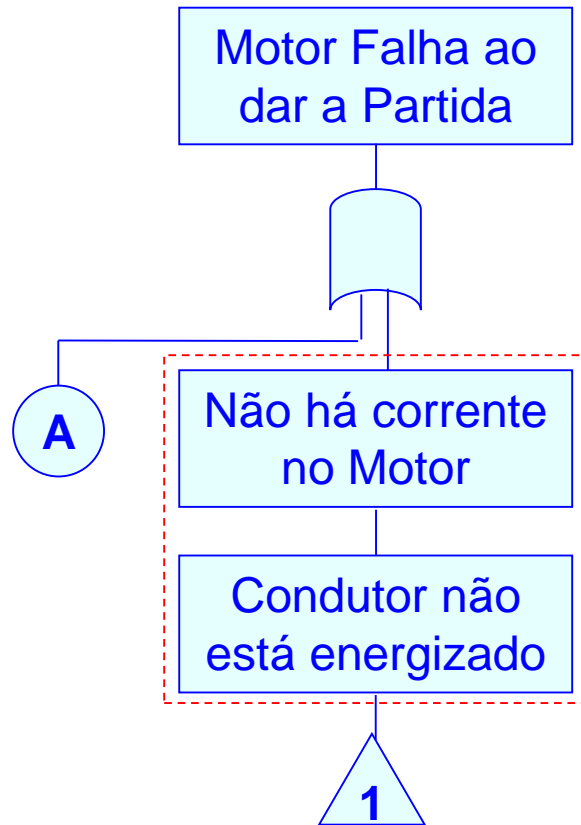 Motor Falha ao
dar a Partida
A
Não há corrente
no Motor
Condutor não
está energizado
1